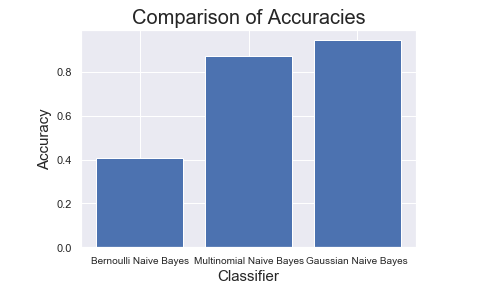 Comparison of Accuracies
Accuracy
0.8
0.6
0.4
0.2
0.0
Bernoulli Naive Bayes Multinomial Naive Bayes Gaussian Naive Bayes
Classifier